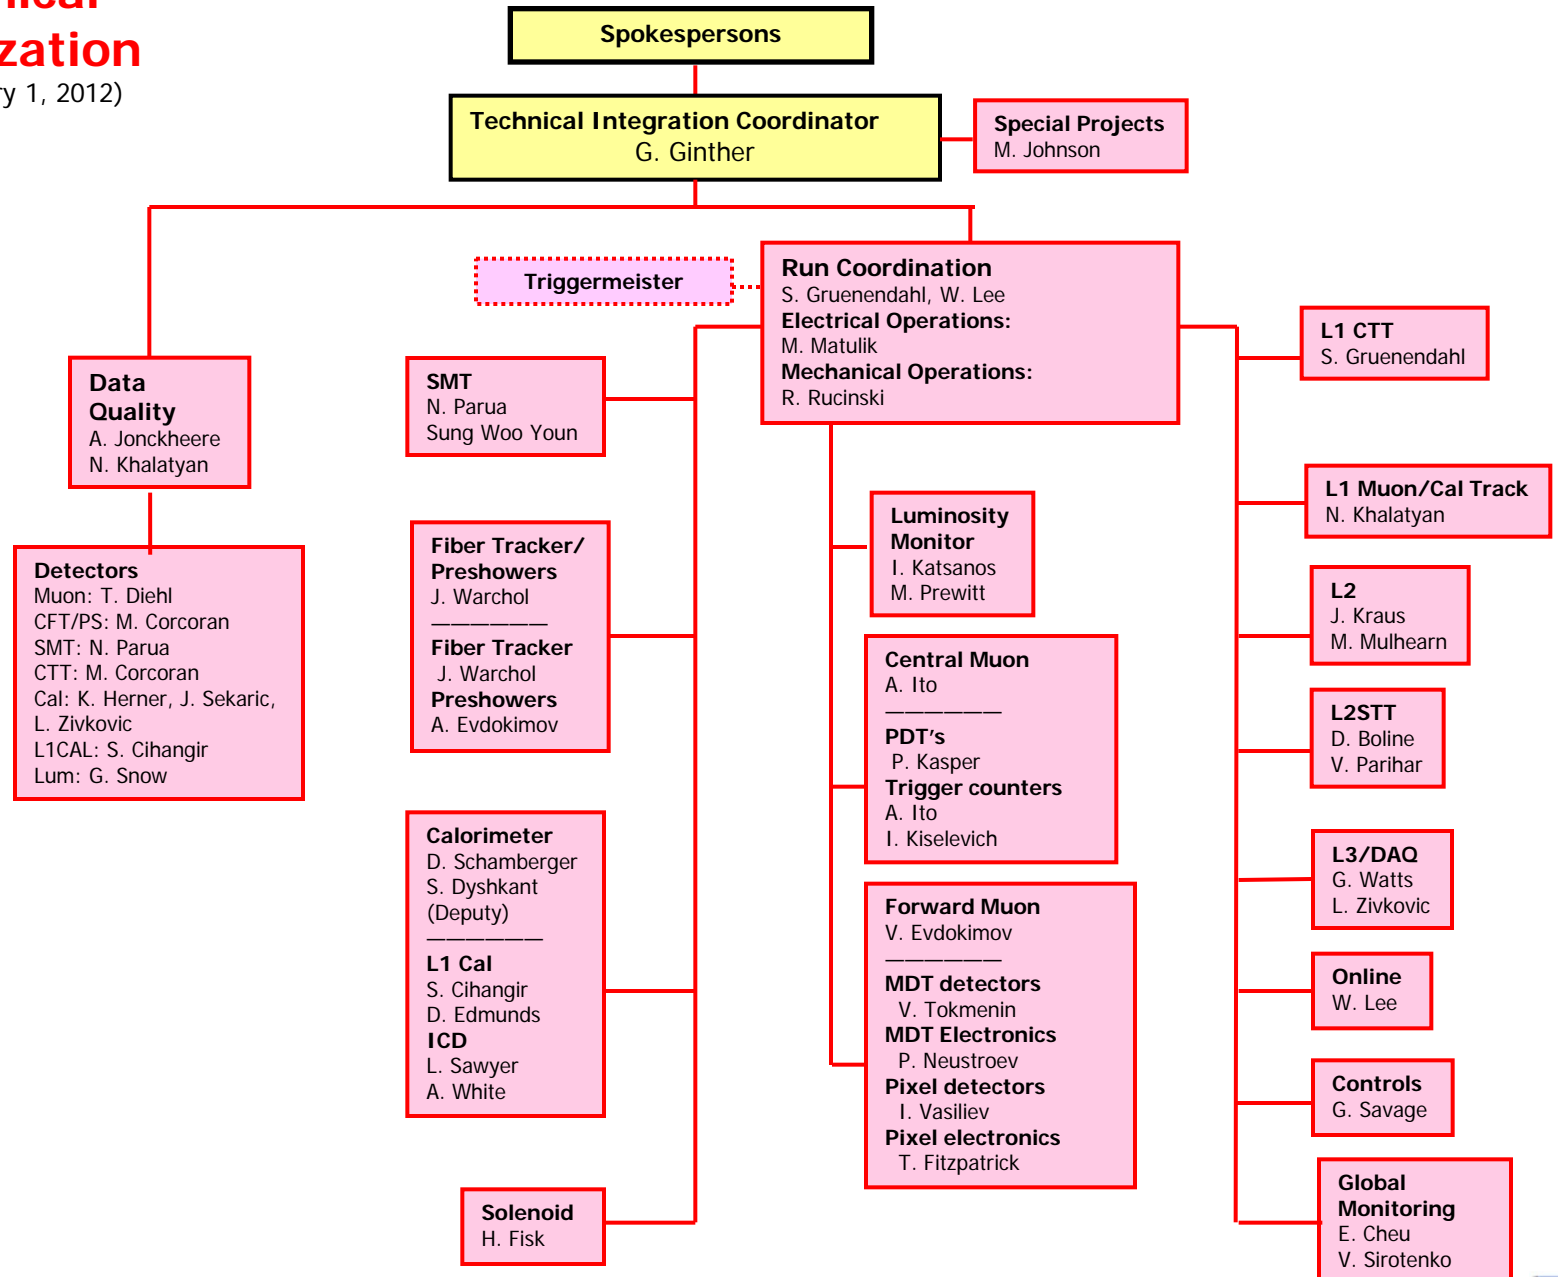 Spokespersons
Technical Integration Coordinator
G. Ginther
Special Projects
M. Johnson
1, 2012)
Triggermeister
Run Coordination
S. Gruenendahl, W. Lee
Electrical Operations:
M. Matulik
Mechanical Operations:
R. Rucinski
Data
Quality
A. Jonckheere
N. Khalatyan
Detectors
Muon: T. Diehl
CFT/PS: M. Corcoran
SMT: N. Parua
CTT: M. Corcoran
Cal: K. Herner, J. Sekaric,
L. Zivkovic
L1CAL: S. Cihangir
Lum: G. Snow
SMT
N. Parua
Sung Woo Youn
Fiber Tracker/
Preshowers
J. Warchol
——————
Fiber Tracker
J. Warchol
Preshowers
A. Evdokimov
Calorimeter
D. Schamberger
S. Dyshkant
(Deputy)
——————
L1 Cal
S. Cihangir
D. Edmunds
ICD
L. Sawyer
A. White
Solenoid
H. Fisk
Luminosity
Monitor
I. Katsanos
M. Prewitt
Central Muon
A. Ito
——————
PDT's
P. Kasper
Trigger counters
A. Ito
I. Kiselevich
Forward Muon
V. Evdokimov
——————
MDT detectors
V. Tokmenin
MDT Electronics
P. Neustroev
Pixel detectors
I. Vasiliev
Pixel electronics
T. Fitzpatrick
L1 CTT
S. Gruenendahl
L1 Muon/Cal Track
N. Khalatyan
L2
J. Kraus
M. Mulhearn
L2STT
D. Boline
V. Parihar
L3/DAQ
G. Watts
L. Zivkovic
Online
W. Lee
Controls
G. Savage
Global
Monitoring
E. Cheu
V. Sirotenko